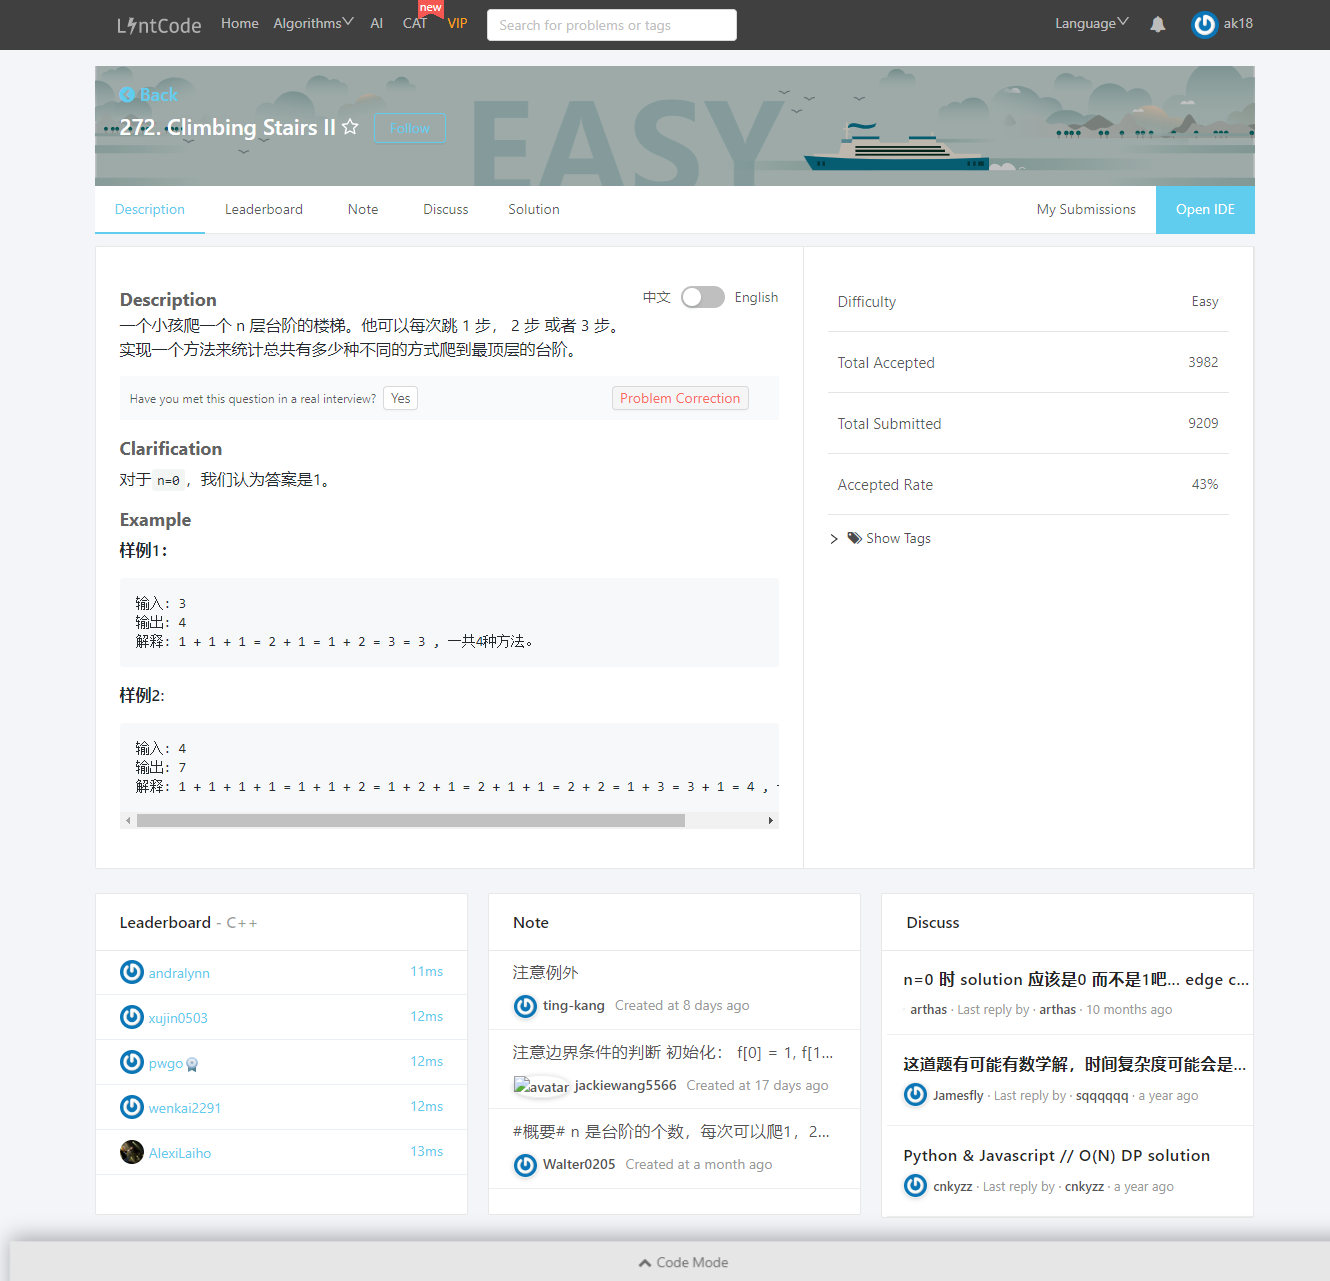 LintCode Home Algorithms AI CAT new VIP Search for problems or tags Language ak18
EASY
Back
272. Climbing Stairs II Follow
Description Leaderboard Note Discuss Solution My Submissions Open IDE
Description 中文 English
一个小孩爬一个 n 层台阶的楼梯。他可以每次跳 1 步， 2 步 或者 3 步。
实现一个方法来统计总共有多少种不同的方式爬到最顶层的台阶。
Have you met this question in a real interview? Yes Problem Correction
Clarification
对于 n=0 ，我们认为答案是1。
Example
样例1：
输入: 3
输出: 4
解释: 1 + 1 + 1 = 2 + 1 = 1 + 2 = 3 = 3 , 一共4种方法。
样例2:
输入: 4
输出: 7
解释: 1 + 1 + 1 + 1 = 1 + 1 + 2 = 1 + 2 + 1 = 2 + 1 + 1 = 2 + 2 = 1 + 3 = 3 + 1 = 4 ,
Difficulty Easy
Total Accepted 3982
Total Submitted 9209
Accepted Rate 43%
Show Tags
Leaderboard - C++
andralynn 11ms
xujin0503 12ms
pwgo 12ms
wenkai2291 12ms
AlexiLaiho 13ms
Note
注意例外
ting-kang Created at 8 days ago
注意边界条件的判断 初始化： f[0] = 1, f[1...
avatar jackiewang5566 Created at 17 days ago
#概要# n 是台阶的个数，每次可以爬1，2...
Walter0205 Created at a month ago
Discuss
n=0 时 solution 应该是0 而不是1吧... edge c...
arthas · Last reply by · arthas · 10 months ago
这道题有可能有数学解，时间复杂度可能会是...
Jamesfly · Last reply by · sqqqqqq · a year ago
Python & Javascript // O(N) DP solution
cnkyzz · Last reply by · cnkyzz · a year ago
Code Mode